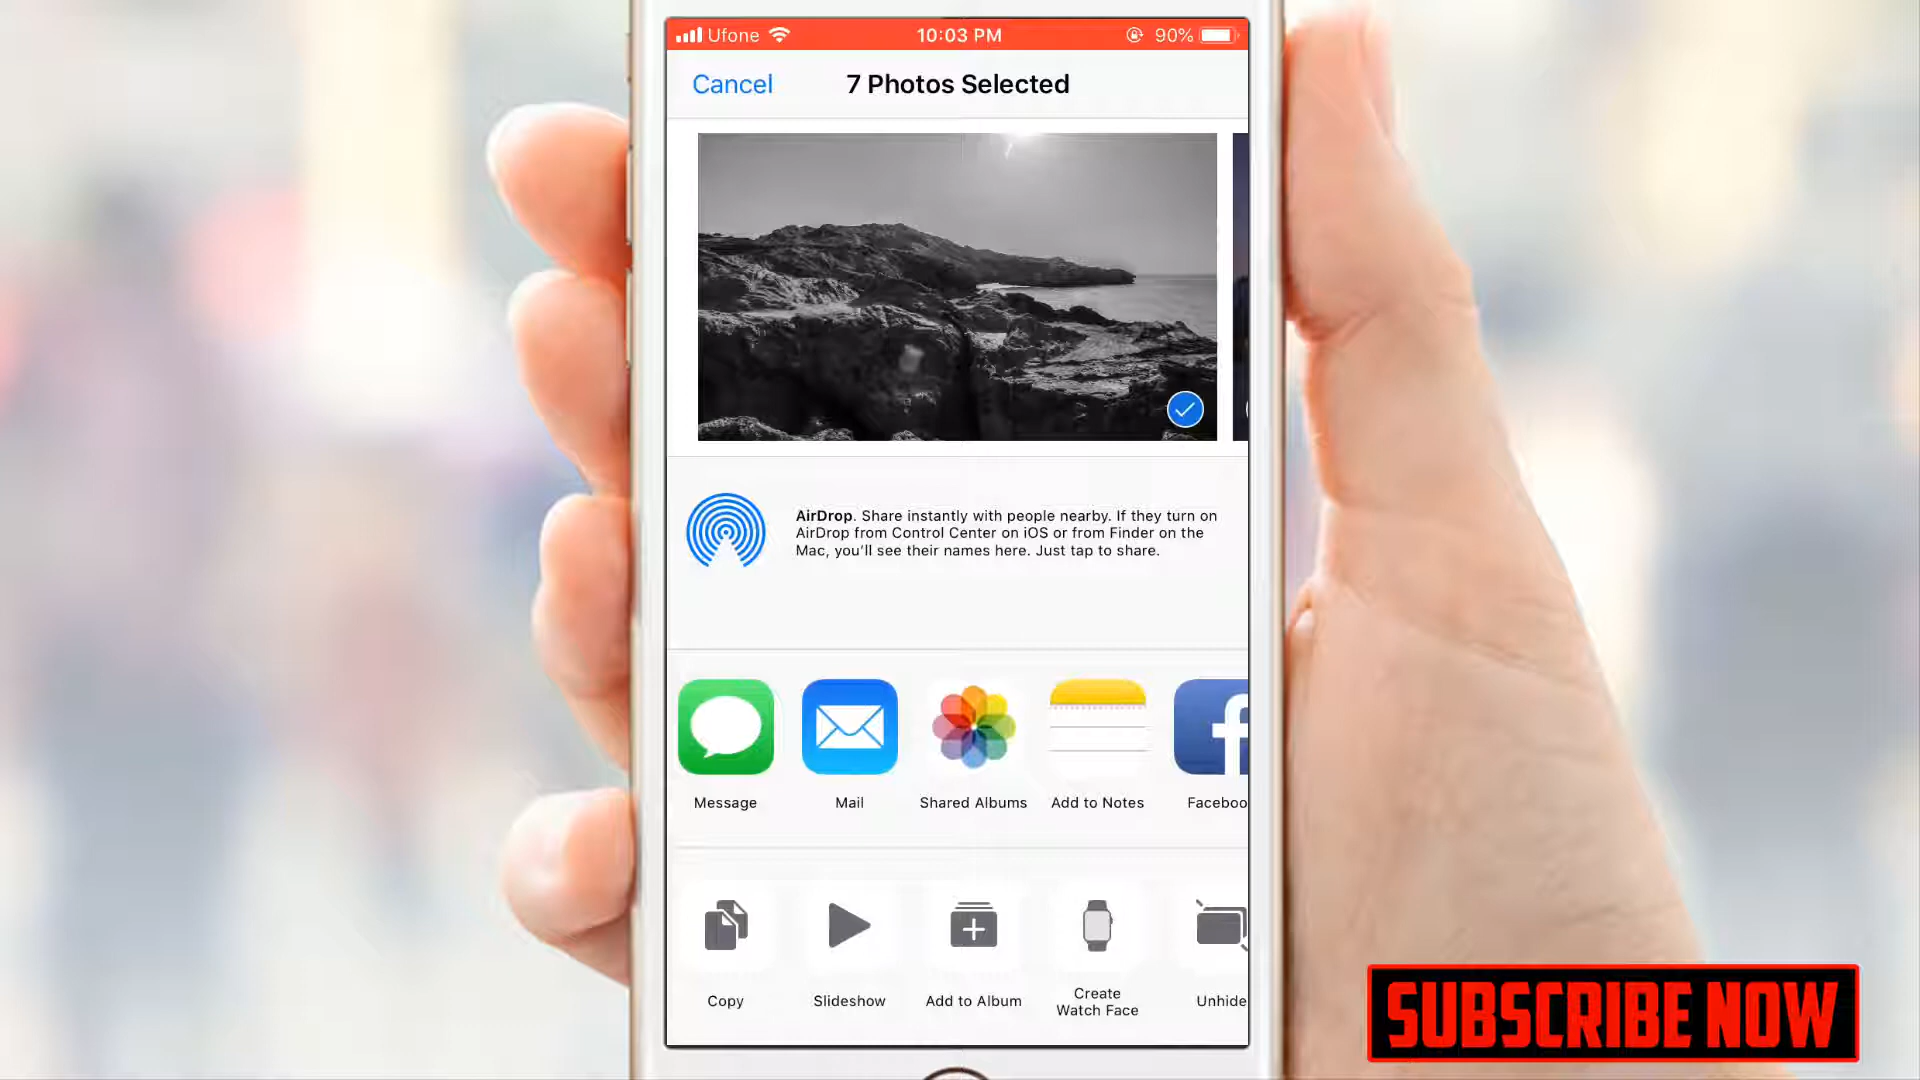 Ufone 10:03 PM 90%
Cancel 7 Photos Selected
AirDrop. Share instantly with people nearby. If they turn on
AirDrop from Control Center on iOS or from Finder on the
Mac, you'll see their names here. Just tap to share.
Message Mail Shared Albums Add to Notes Faceboo
Copy Slideshow Add to Album Create
Watch Face Unhide
SUBSCRIBE NOW